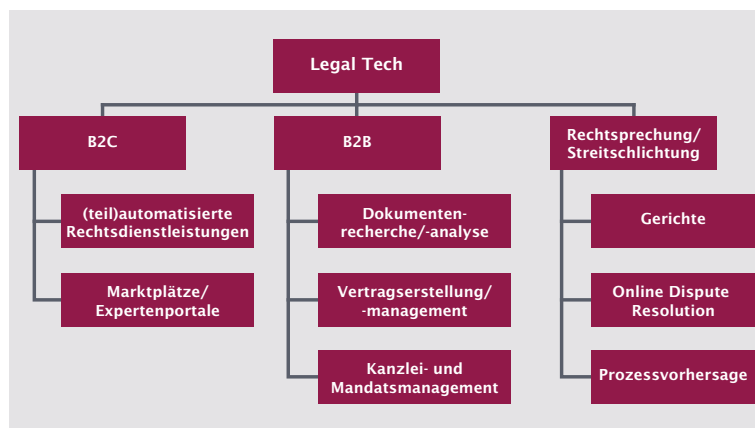 Legal Tech
B2C
B2B
Rechtsprechung/
Streitschlichtung
(teil)automatisierte
Rechtsdienstleistungen
Marktplätze/
Expertenportale
Dokumenten-
recherche/-analyse
Vertragserstellung/
-management
Kanzlei- und
Mandatsmanagement
Gerichte
Online Dispute
Resolution
Prozessvorhersage